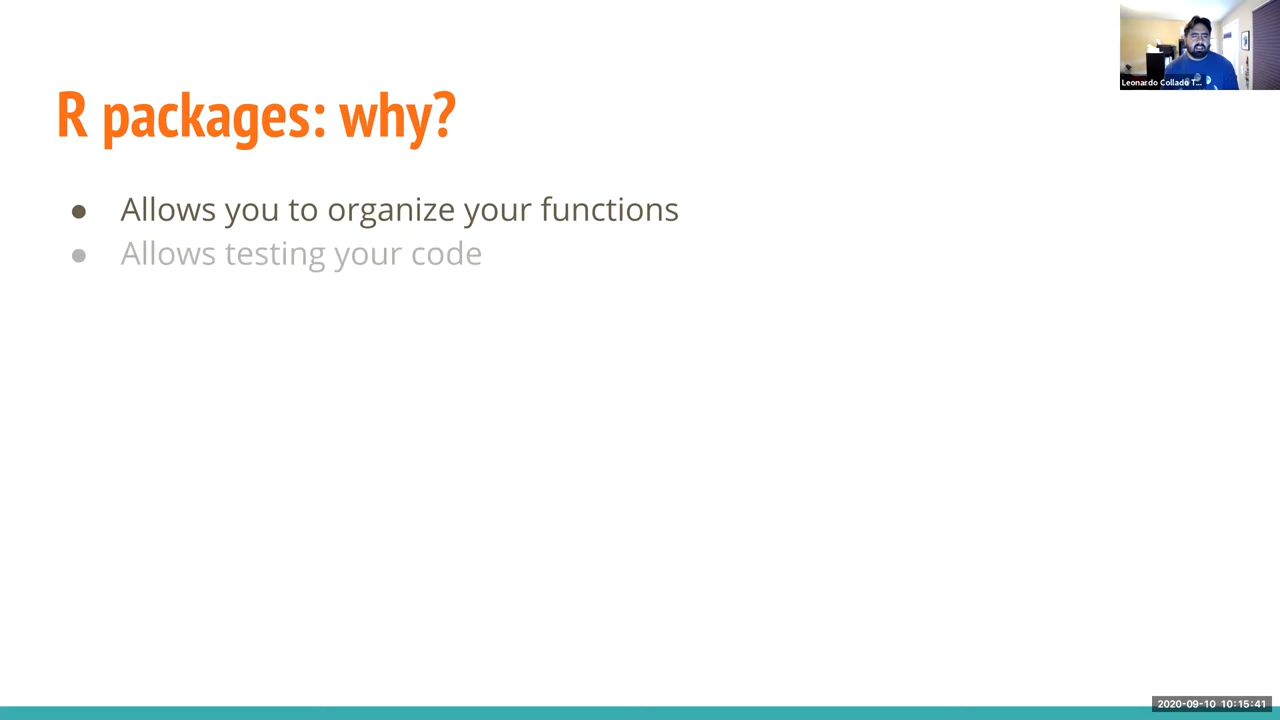 Leonardo Collado T...
R packages: why?
● Allows you to organize your functions
● Allows testing your code
2020-09-10 10:15:41